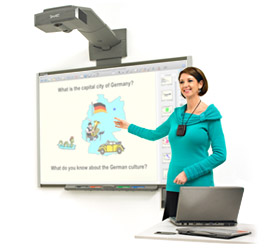 What is the capital city of Germany?
What do you know about the German culture?